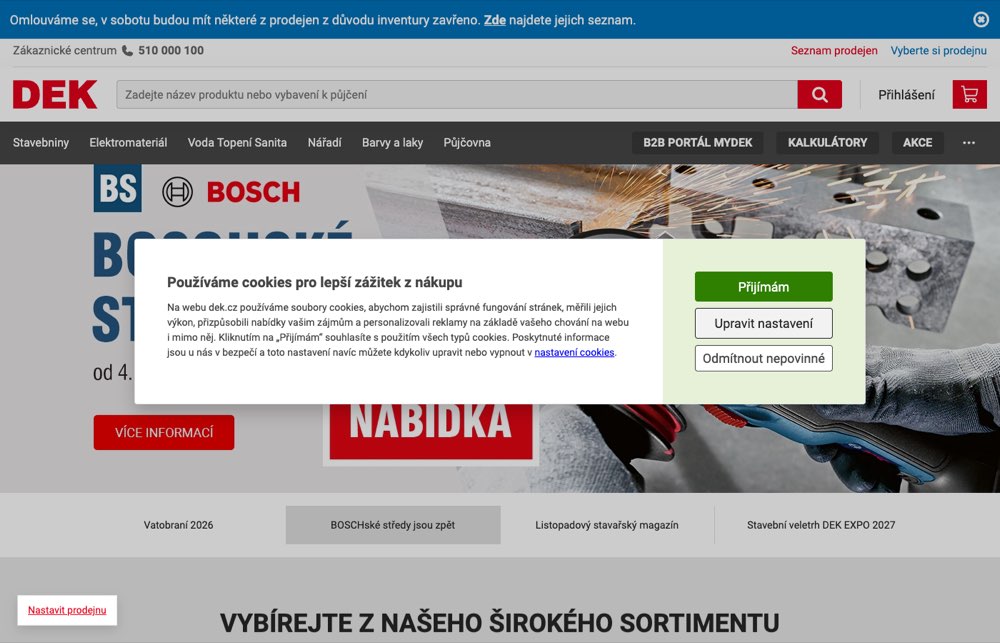 Omlouváme se, v sobotu budou mít některé z prodejen z důvodu inventury zavřeno. Zde najdete jejich seznam.
Zákaznické centrum 510 000 100
Seznam prodejen Vyberte si prodejnu
DEK
Zadejte název produktu nebo vybavení k půjčení
Přihlášení
Stavebniny Elektromateriál Voda Topení Sanita Nářadí Barvy a laky Půjčovna
B2B PORTÁL MYDEK KALKULÁTORY AKCE ...
BS BOSCH
Používáme cookies pro lepší zážitek z nákupu
Na webu dek.cz používáme soubory cookies, abychom zajistili správné fungování stránek, měřili jejich
výkon, přizpůsobili nabídky vašim zájmům a personalizovali reklamy na základě vašeho chování na webu
i mimo něj. Kliknutím na „Přijímám“ souhlasíte s použitím všech typů cookies. Poskytnuté informace
jsou u nás v bezpečí a toto nastavení navíc můžete kdykoliv upravit nebo vypnout v nastavení cookies.
Přijímám
Upravit nastavení
Odmítnout nepovinné
od 4.
NABÍDKA
VÍCE INFORMACÍ
Vatobraní 2026
BOSCHské středy jsou zpět
Listopadový stavařský magazín
Stavební veletrh DEK EXPO 2027
Nastavit prodejnu
VYBÍREJTE Z NAŠEHO ŠIROKÉHO SORTIMENTU